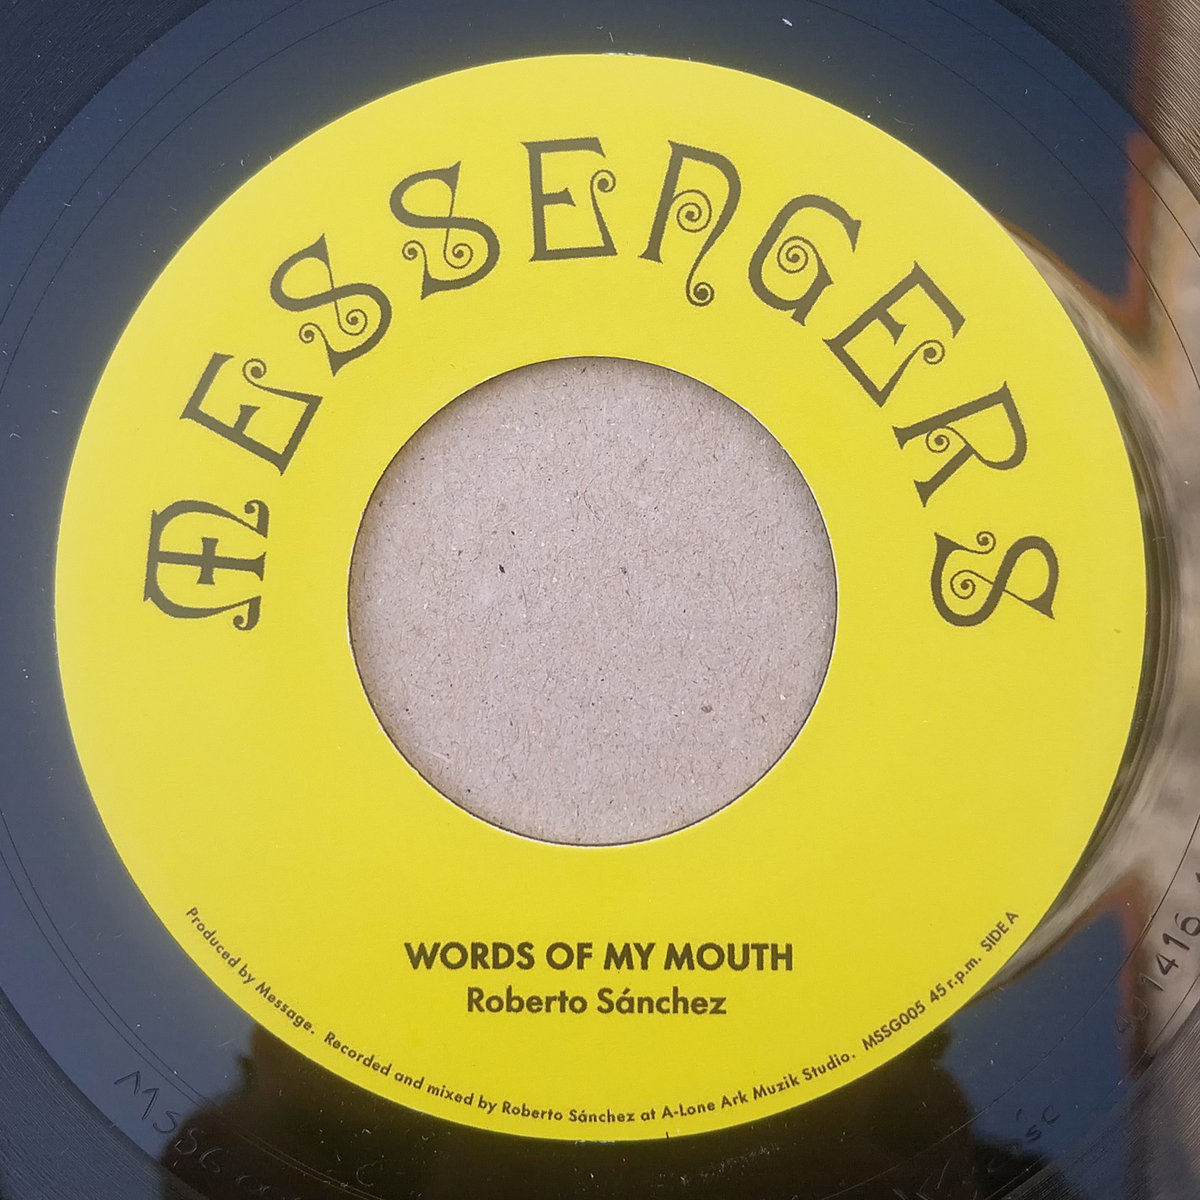 MESSENGERS
WORDS OF MY MOUTH
Roberto Sánchez
Produced by Message. Recorded and mixed by Roberto Sánchez at A-Lone Ark Muzik Studio. MSSG005 45 r.p.m. SIDE A